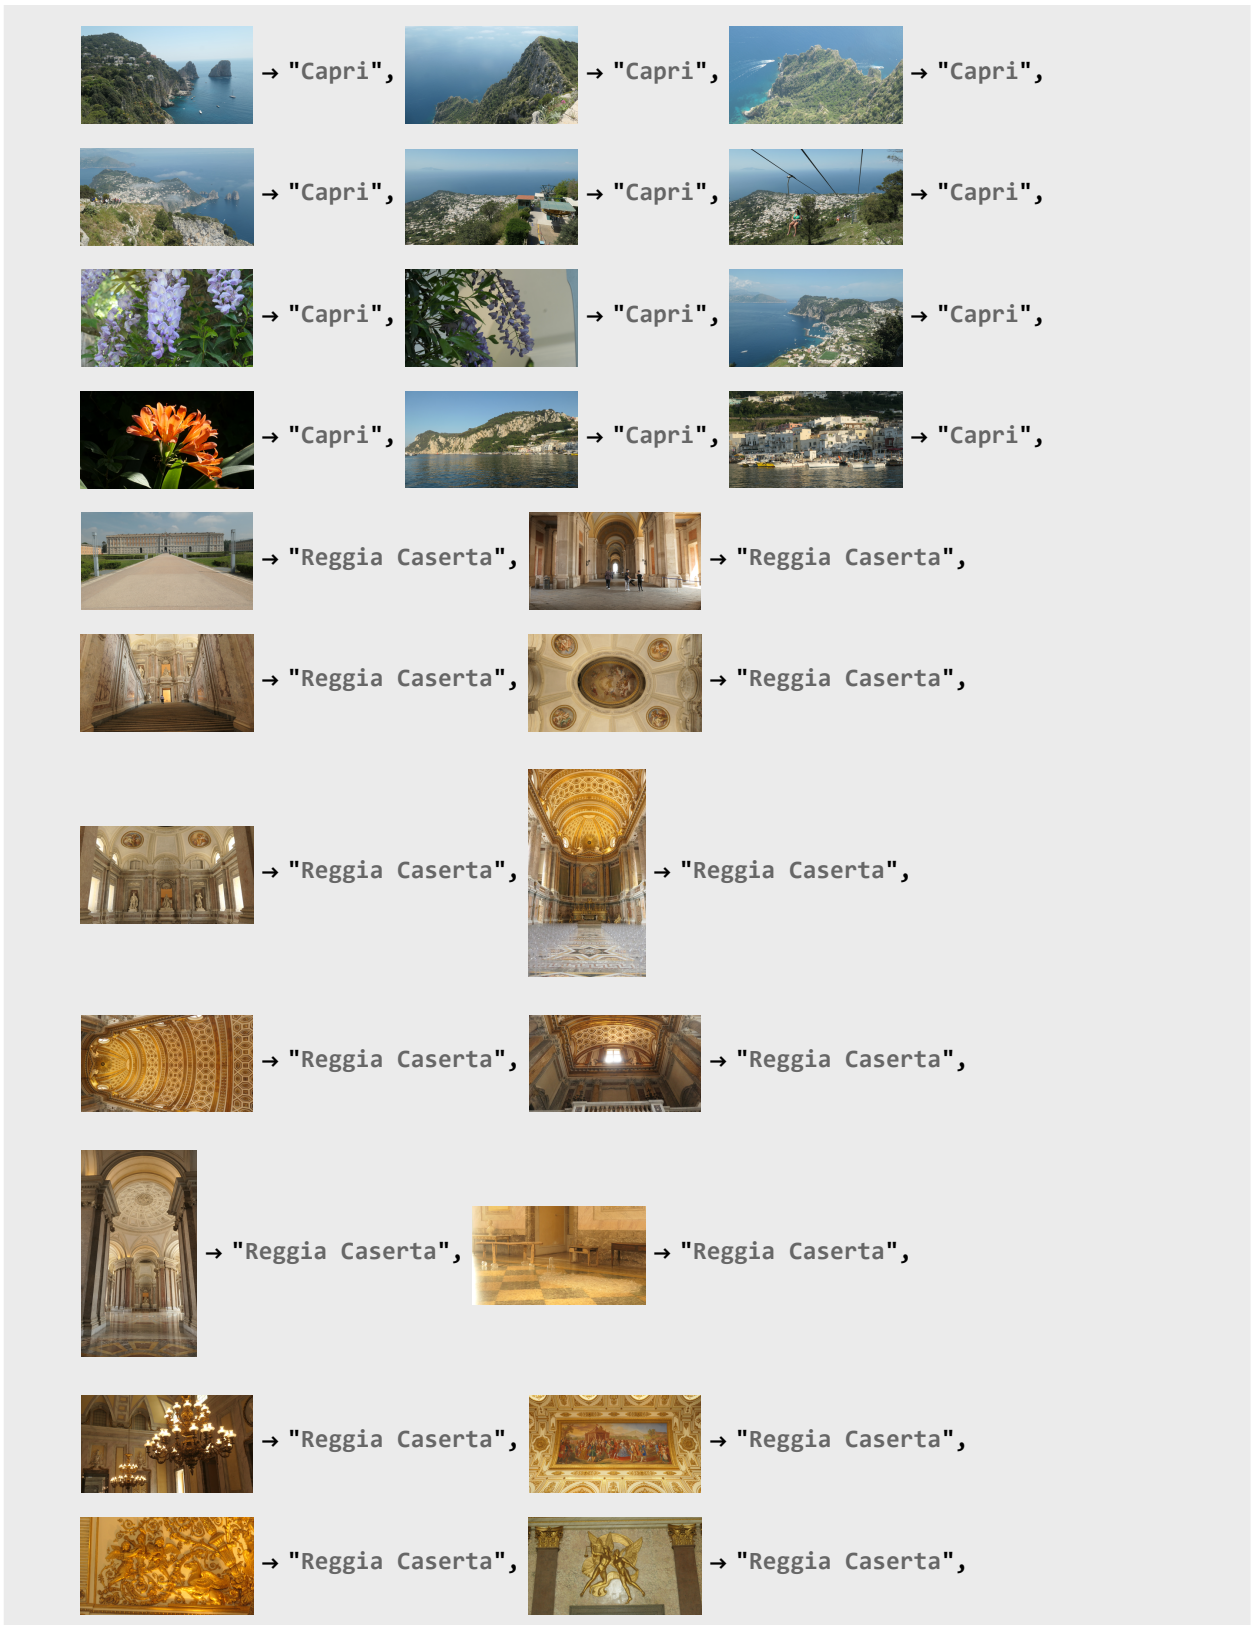 → "Capri", → "Capri", → "Capri",
→ "Capri", → "Capri", → "Capri",
→ "Capri", → "Capri", → "Capri",
→ "Capri", → "Capri", → "Capri",
→ "Reggia Caserta", → "Reggia Caserta",
→ "Reggia Caserta", → "Reggia Caserta",
→ "Reggia Caserta", → "Reggia Caserta",
→ "Reggia Caserta", → "Reggia Caserta",
→ "Reggia Caserta", → "Reggia Caserta",
→ "Reggia Caserta", → "Reggia Caserta",
→ "Reggia Caserta", → "Reggia Caserta",